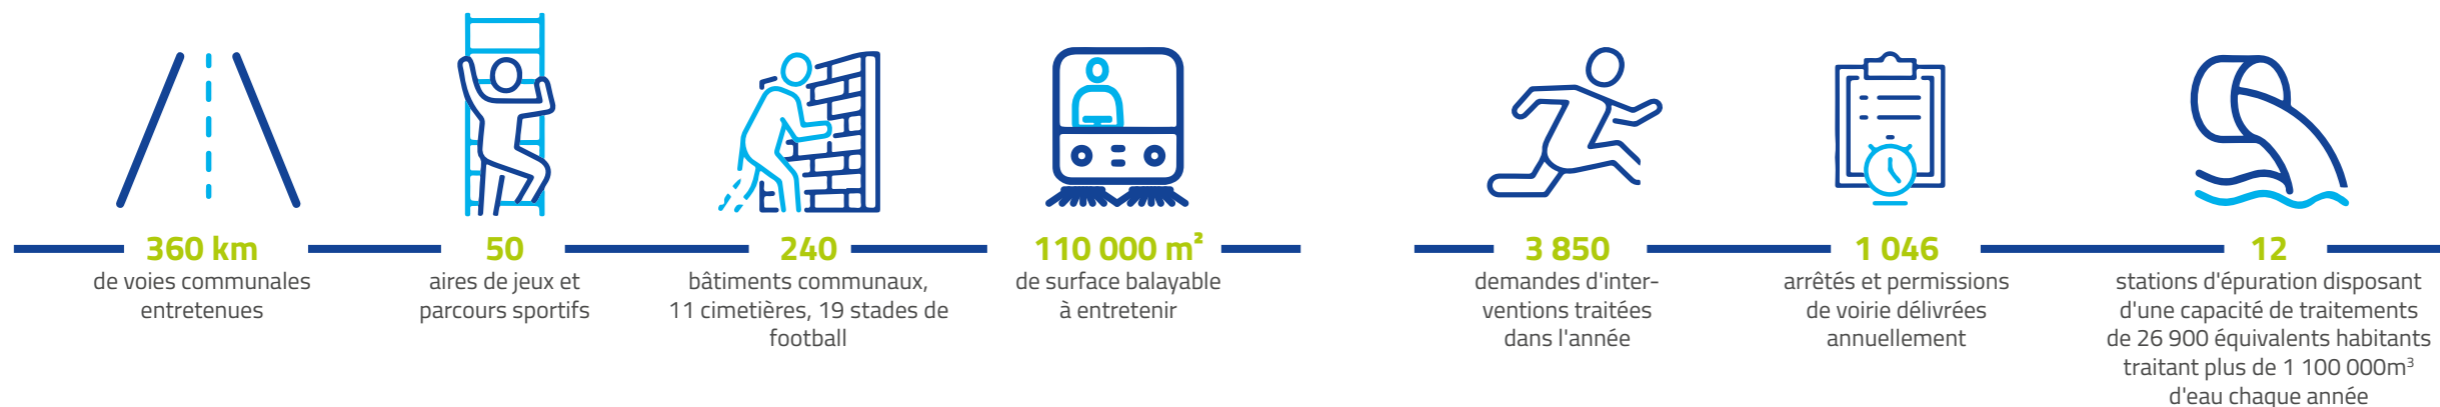 360 km
de voies communales
entretenues
50
aires de jeux et
parcours sportifs
240
bâtiments communaux,
11 cimetières, 19 stades de
football
110 000 m²
de surface balayable
à entretenir
3 850
demandes d'inter-
ventions traitées
dans l'année
1 046
arrêtés et permissions
de voirie délivrées
annuellement
12
stations d'épuration disposant
d'une capacité de traitements
de 26 900 équivalents habitants
traitant plus de 1 100 000m³
d'eau chaque année